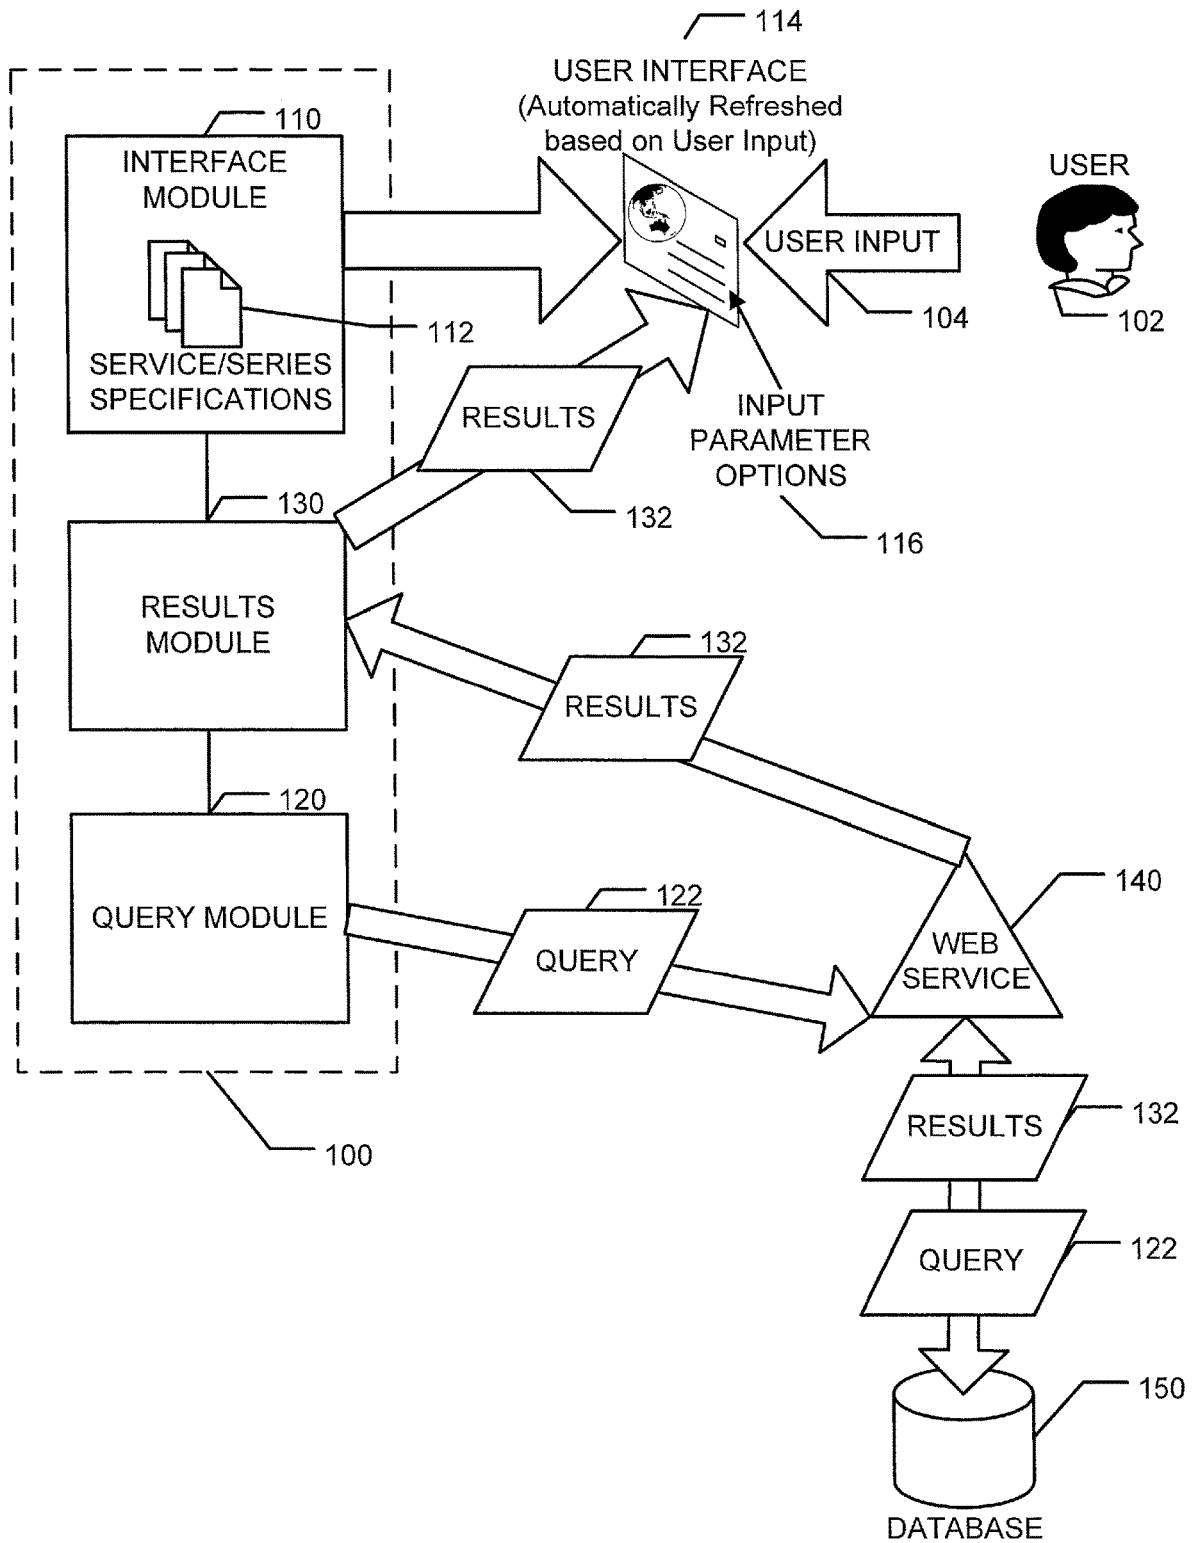 114
USER INTERFACE
(Automatically Refreshed
based on User Input)
110
INTERFACE
MODULE
112
SERVICE/SERIES
SPECIFICATIONS
USER
USER INPUT
104
102
RESULTS
132
INPUT
PARAMETER
OPTIONS
116
130
RESULTS
MODULE
132
RESULTS
120
QUERY MODULE
122
QUERY
140
WEB
SERVICE
100
RESULTS
132
QUERY
122
150
DATABASE